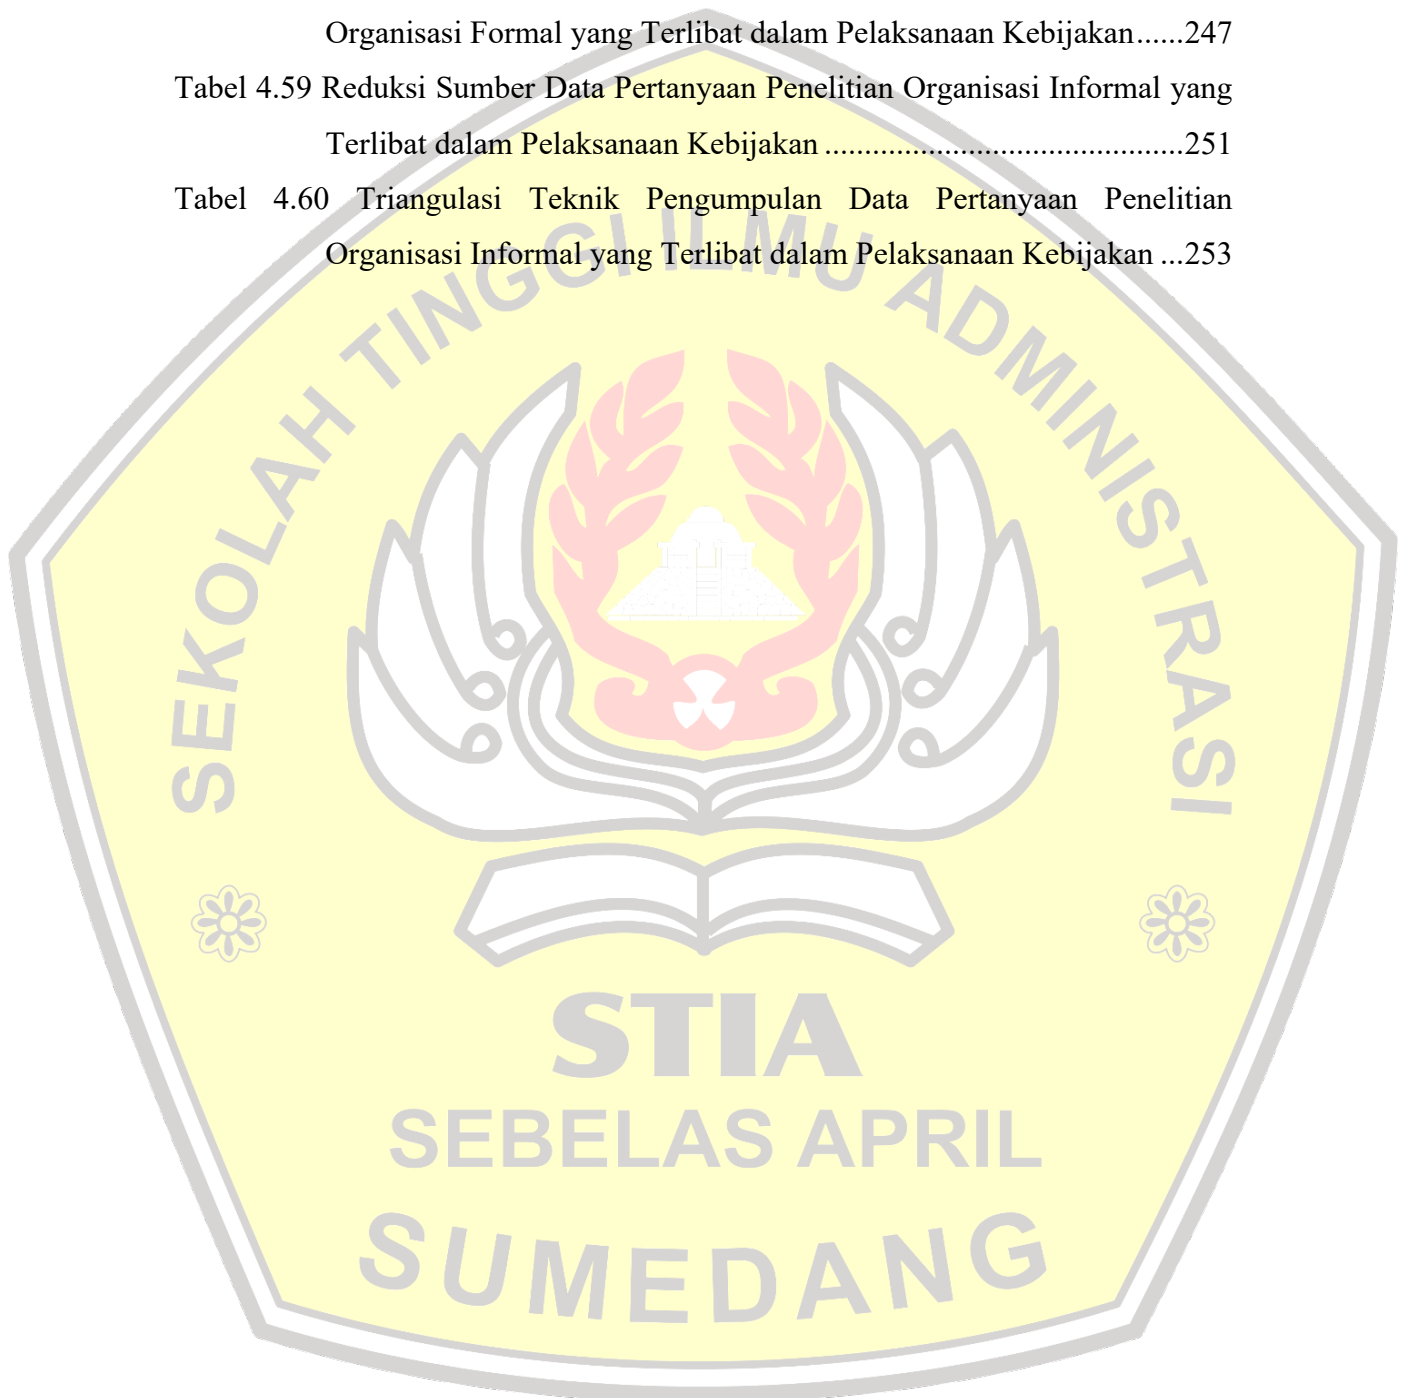 Organisasi Formal yang Terlibat dalam Pelaksanaan Kebijakan......247
Tabel 4.59 Reduksi Sumber Data Pertanyaan Penelitian Organisasi Informal yang
Terlibat dalam Pelaksanaan Kebijakan .............................................251
Tabel 4.60 Triangulasi Teknik Pengumpulan Data Pertanyaan Penelitian
Organisasi Informal yang Terlibat dalam Pelaksanaan Kebijakan ...253
SEKOLAH TINGGI ILMU ADMINISTRASI
STIA
SEBELAS APRIL
SUMEDANG